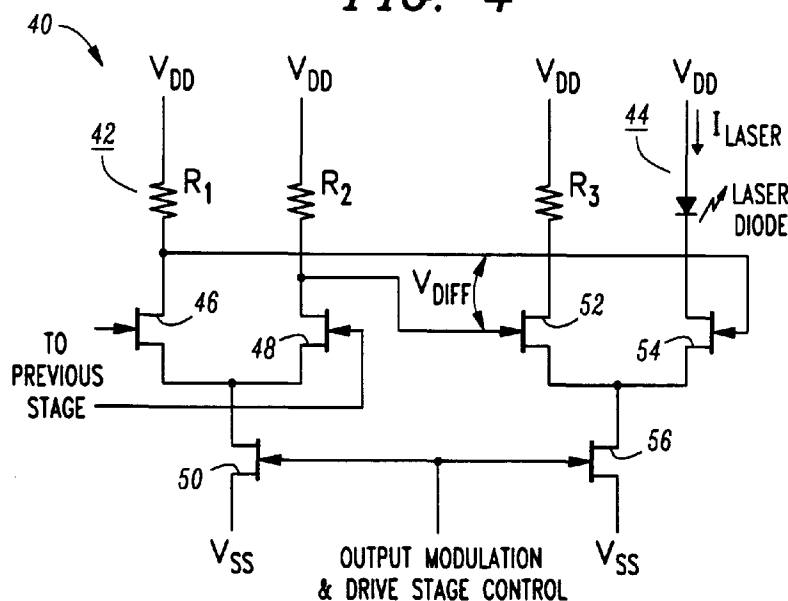 FIG. 4
40
VDD
VDD
VDD
VDD
42
44
ILASER
R1
R2
R3
LASER
DIODE
VDIFF
46
48
52
54
TO
PREVIOUS
STAGE
50
56
VSS
VSS
OUTPUT MODULATION
& DRIVE STAGE CONTROL